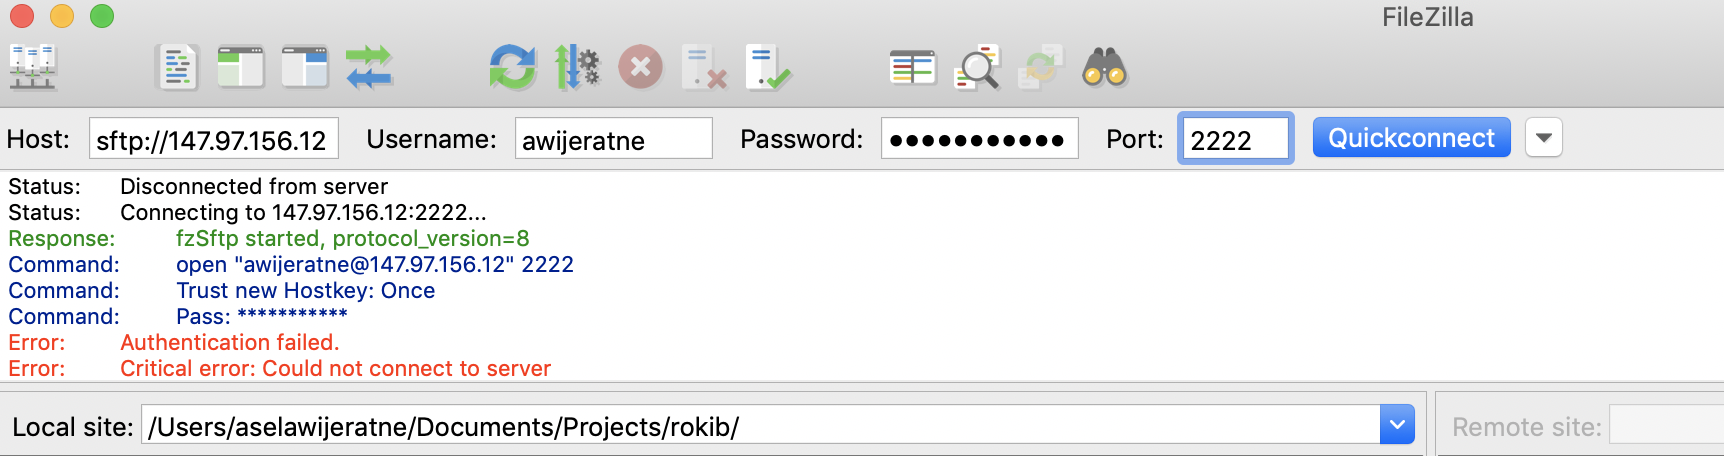 FileZilla
Host: sftp://147.97.156.12 Username: awijeratne Password: ●●●●●●●●●●● Port: 2222 Quickconnect
Status: Disconnected from server
Status: Connecting to 147.97.156.12:2222...
Response: fzSftp started, protocol_version=8
Command: open "awijeratne@147.97.156.12" 2222
Command: Trust new Hostkey: Once
Command: Pass: ***********
Error: Authentication failed.
Error: Critical error: Could not connect to server
Local site: /Users/aselawijeratne/Documents/Projects/rokib/ Remote site: